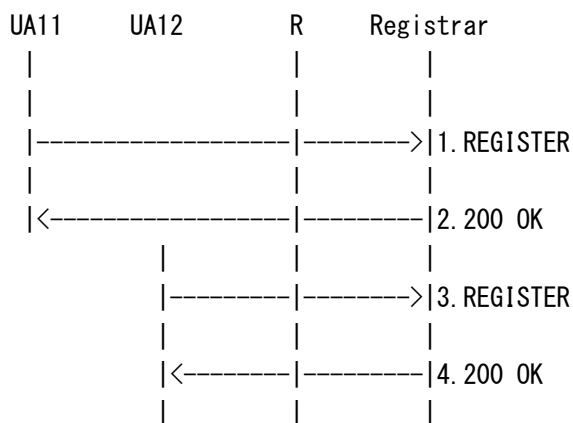 UA11 UA12 R Registrar
1.REGISTER
2.200 OK
3.REGISTER
4.200 OK